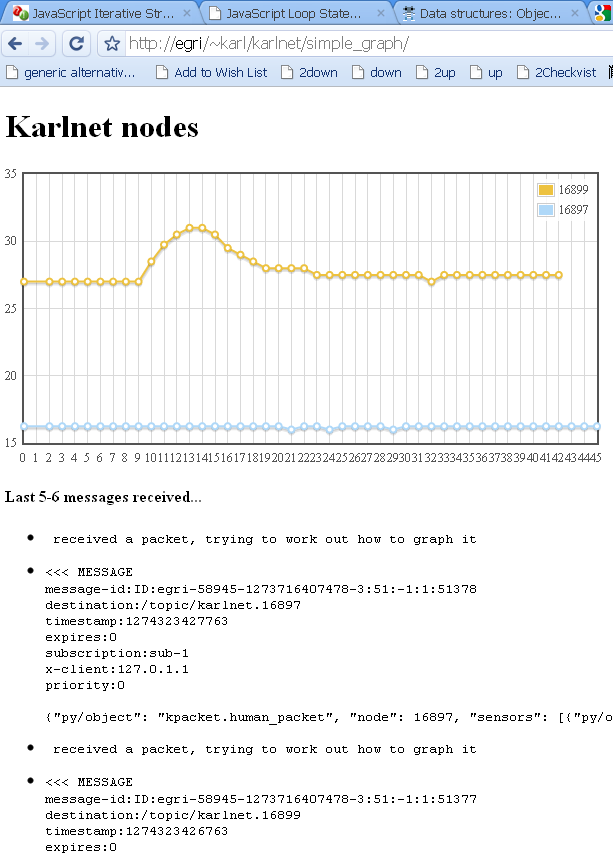 JavaScript Iterative Str...
JavaScript Loop Statem...
Data structures: Objec...
http://egri/~karl/karlnet/simple_graph/
generic alternativ... Add to Wish List 2down down 2up up 2Checkvist
Karlnet nodes
35
16899
16897
30
25
20
15
0 1 2 3 4 5 6 7 8 9 10 11 12 13 14 15 16 17 18 19 20 21 22 23 24 25 26 27 28 29 30 31 32 33 34 35 36 37 38 39 40 41 42 43 44 45
Last 5-6 messages received...
received a packet, trying to work out how to graph it
<<< MESSAGE
message-id:ID:egri-58945-1273716407478-3:51:-1:1:51378
destination:/topic/karlnet.16897
timestamp:1274323427763
expires:0
subscription:sub-1
x-client:127.0.1.1
priority:0
{"py/object": "kpacket.human_packet", "node": 16897, "sensors": [{"py/o
received a packet, trying to work out how to graph it
<<< MESSAGE
message-id:ID:egri-58945-1273716407478-3:51:-1:1:51377
destination:/topic/karlnet.16899
timestamp:1274323426763
expires:0